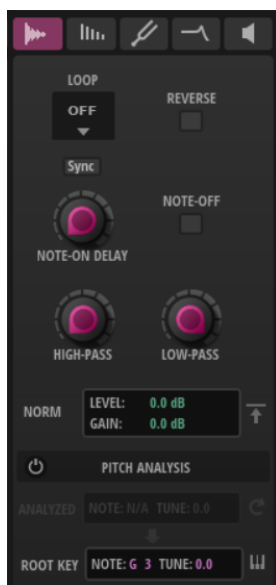 LOOP
OFF
REVERSE
Sync
NOTE-OFF
NOTE-ON DELAY
HIGH-PASS LOW-PASS
NORM LEVEL: 0.0 dB
GAIN: 0.0 dB
PITCH ANALYSIS
ANALYZED NOTE: N/A TUNE: 0.0
ROOT KEY NOTE: G 3 TUNE: 0.0